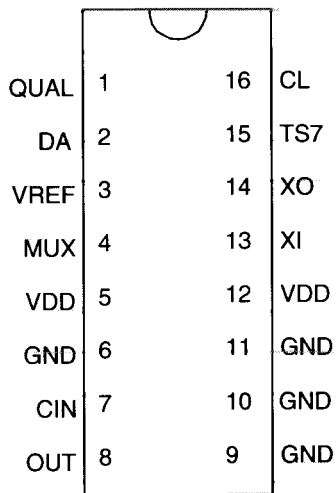 QUAL 1 16 CL
DA 2 15 TS7
VREF 3 14 XO
MUX 4 13 XI
VDD 5 12 VDD
GND 6 11 GND
CIN 7 10 GND
OUT 8 9 GND